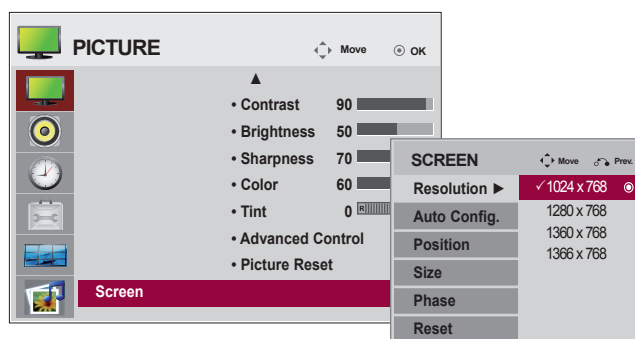 PICTURE
Move
OK
▲
• Contrast 90
• Brightness 50
• Sharpness 70
• Color 60
• Tint 0 R
• Advanced Control
• Picture Reset
Screen
SCREEN
Move
Prev.
Resolution ►
✓1024 x 768
1280 x 768
1360 x 768
1366 x 768
Auto Config.
Position
Size
Phase
Reset